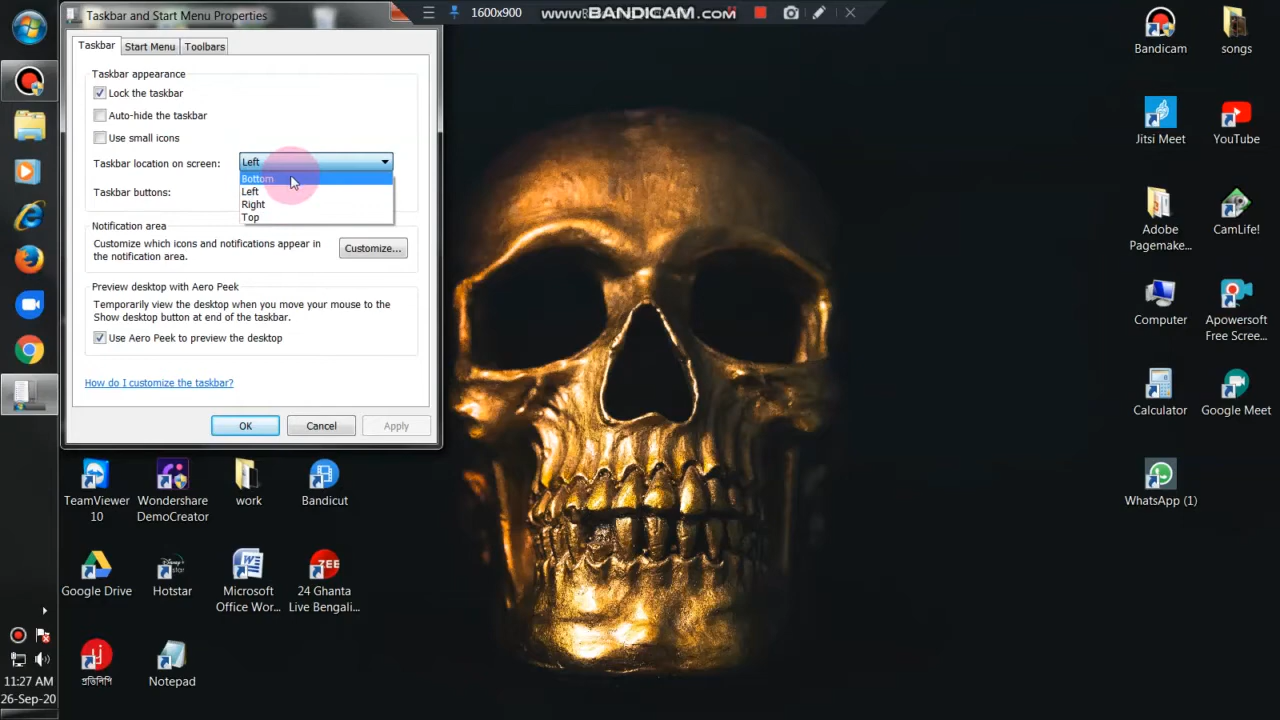 Taskbar and Start Menu Properties
1600x900
WWW.BANDICAM.COM
Taskbar
Start Menu
Toolbars
Taskbar appearance
Lock the taskbar
Auto-hide the taskbar
Use small icons
Taskbar location on screen:
Left
Bottom
Left
Right
Top
Taskbar buttons:
Notification area
Customize which icons and notifications appear in
the notification area.
Customize...
Preview desktop with Aero Peek
Temporarily view the desktop when you move your mouse to the
Show desktop button at end of the taskbar.
Use Aero Peek to preview the desktop
How do I customize the taskbar?
OK
Cancel
Apply
Bandicam
songs
Jitsi Meet
YouTube
Adobe
Pagemake...
CamLife!
Computer
Apowersoft
Free Scree...
Calculator
Google Meet
WhatsApp (1)
TeamViewer
10
Wondershare
DemoCreator
work
Bandicut
Google Drive
Hotstar
Microsoft
Office Wor...
24 Ghanta
Live Bengali...
প্রতিলিপি
Notepad
11:27 AM
26-Sep-20